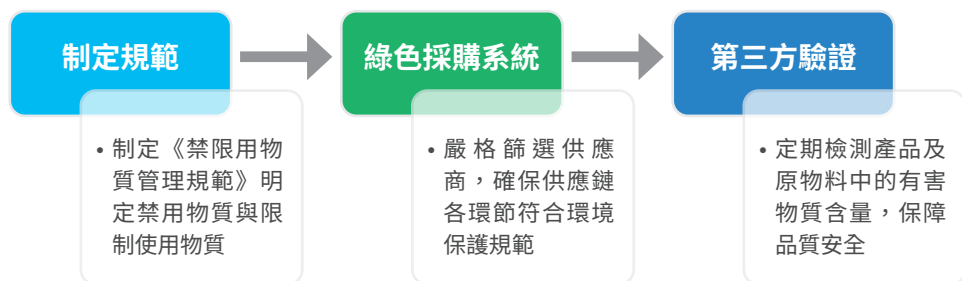 制定規範
綠色採購系統
第三方驗證
• 制定《禁限用物
質管理規範》明
定禁用物質與限
制使用物質
• 嚴格篩選供應
商，確保供應鏈
各環節符合環境
保護規範
• 定期檢測產品及
原物料中的有害
物質含量，保障
品質安全